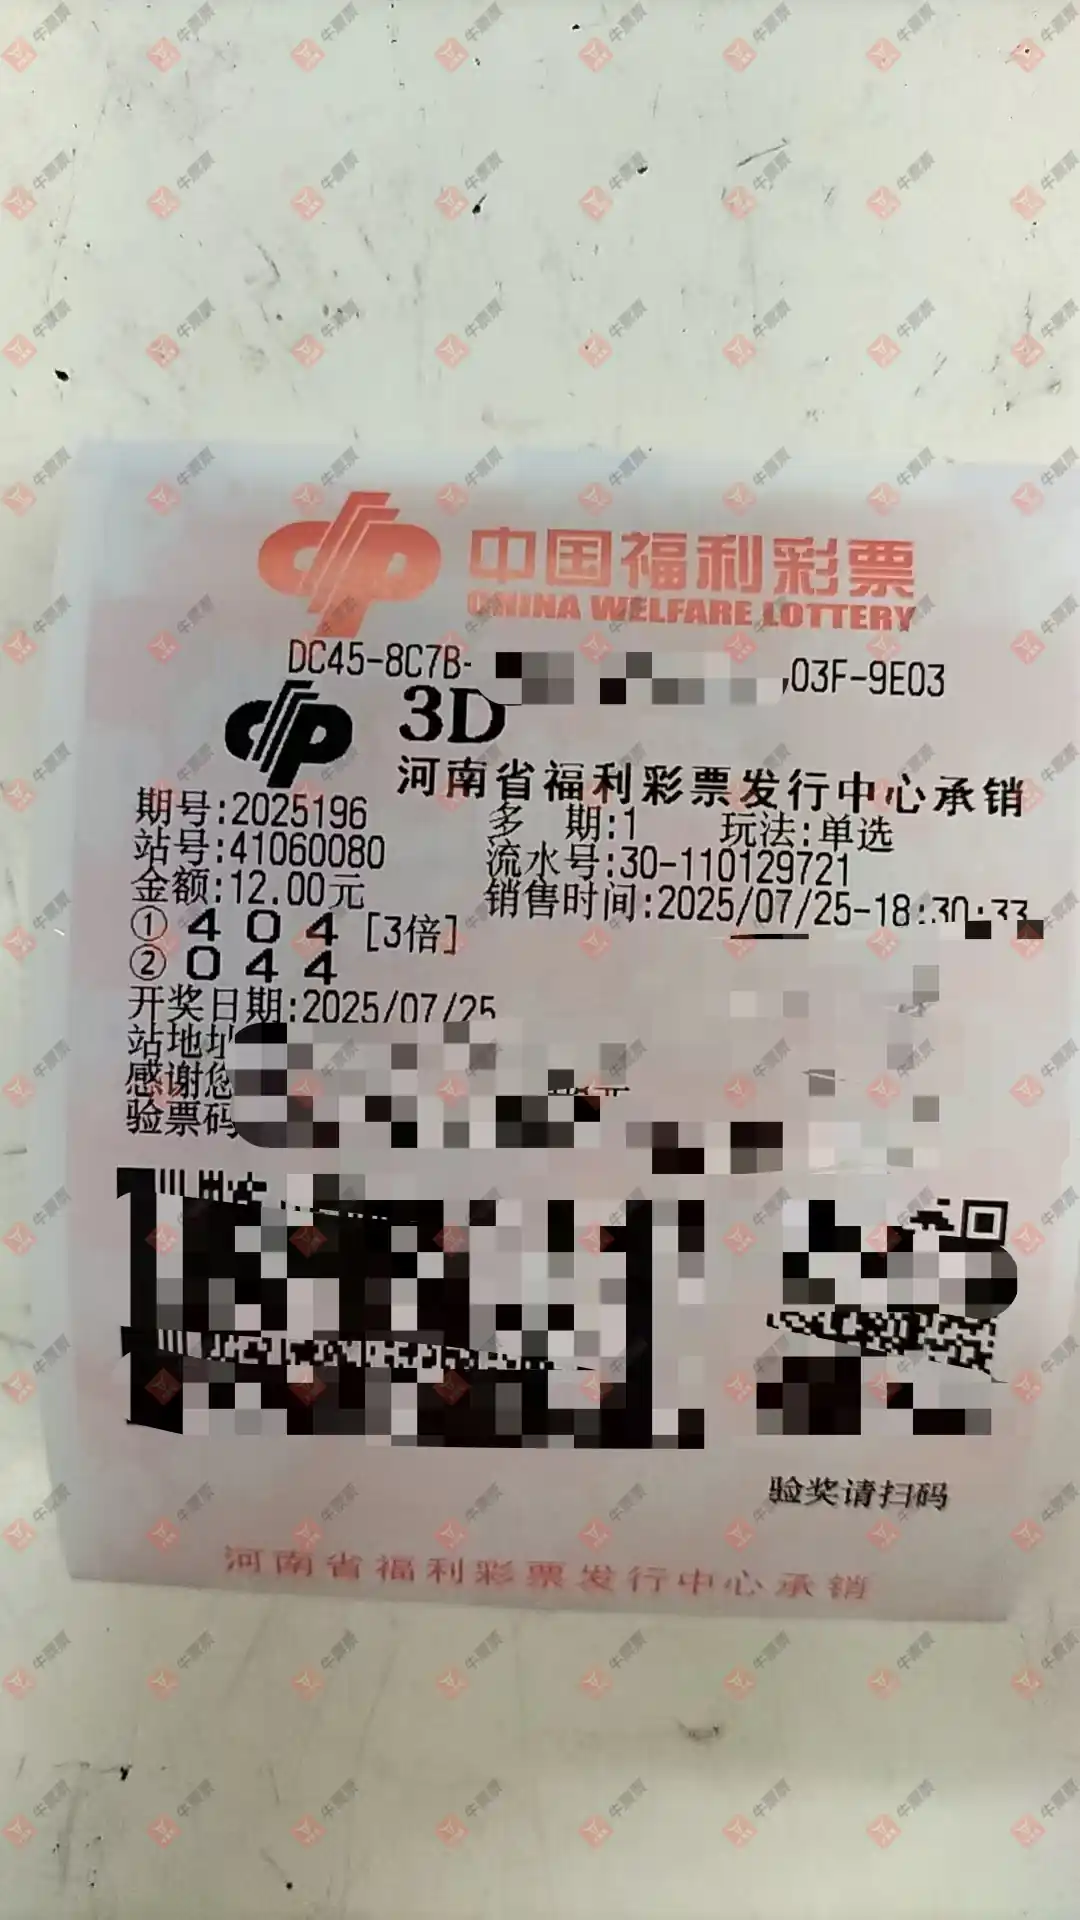 中国福利彩票
CHINA WELFARE LOTTERY
DC45-8C7B- 03F-9E03
3D
河南省福利彩票发行中心承销
期号:2025196 多 期:1 玩法:单选
站号:41060080 流水号:30-110129721
金额:12.00元 销售时间:2025/07/25-18:30:33
① 4 0 4 [3倍]
② 0 4 4
开奖日期:2025/07/25
站地址
感谢您
验票码
验奖请扫码
河南省福利彩票发行中心承销
牛票票